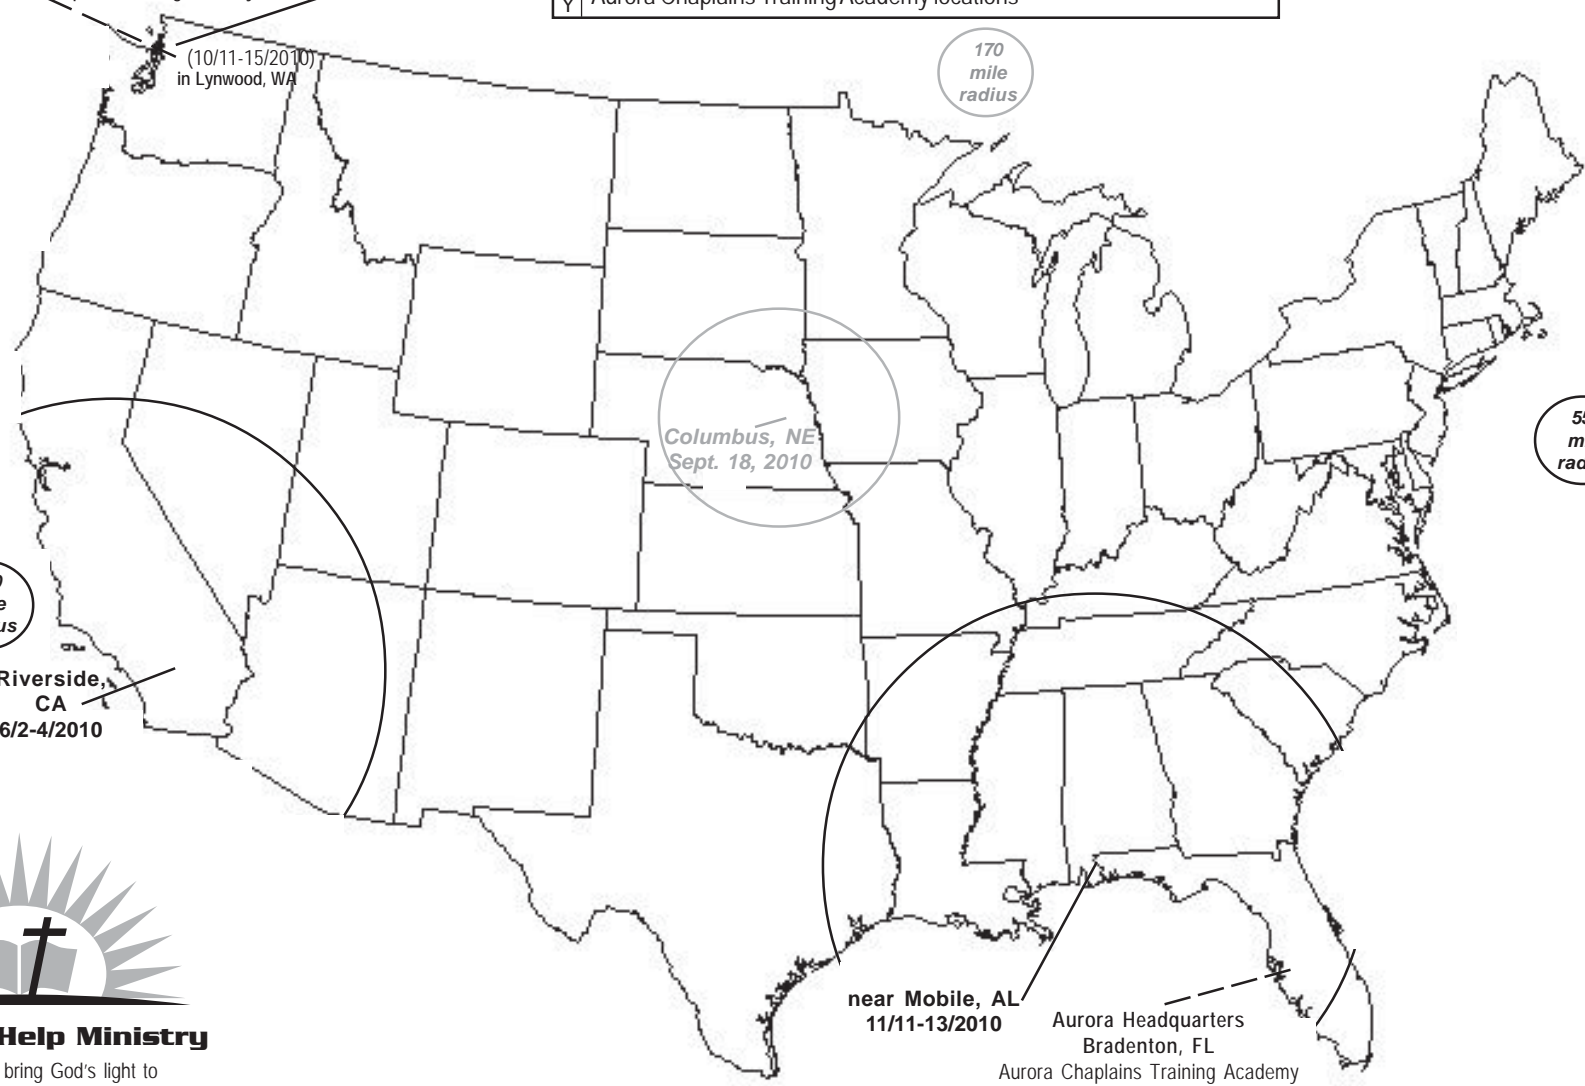 Y Aurora Chaplains Training Academy locations
(10/11-15/2010)
in Lynwood, WA
170
mile
radius
Columbus, NE
Sept. 18, 2010
Riverside,
CA
6/2-4/2010
near Mobile, AL
11/11-13/2010
Aurora Headquarters
Bradenton, FL
Aurora Chaplains Training Academy
Help Ministry
bring God's light to